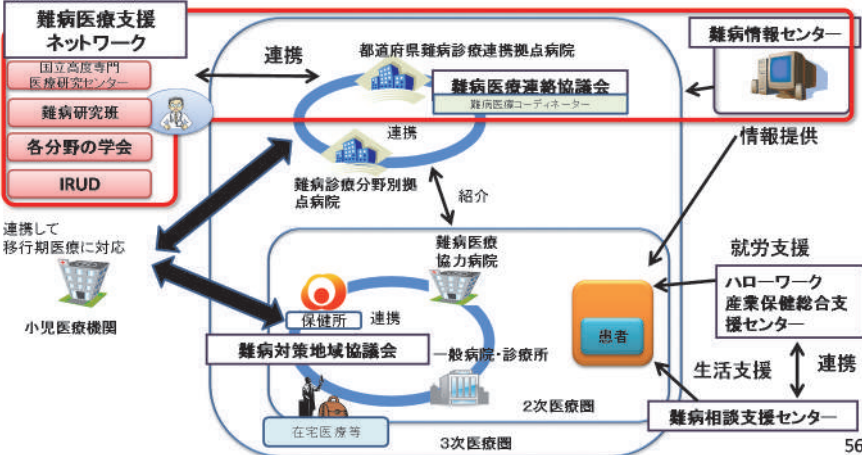 難病医療支援
ネットワーク
国立高度専門
医療研究センター
難病研究班
各分野の学会
IRUD
連携
都道府県難病診療連携拠点病院
難病医療連絡協議会
難病医療コーディネーター
連携
難病診療分野別拠
点病院
難病情報センター
情報提供
紹介
連携して
移行期医療に対応
小児医療機関
難病医療
協力病院
保健所
連携
難病対策地域協議会
一般病院・診療所
在宅医療等
2次医療圏
3次医療圏
患者
就労支援
ハローワーク
産業保健総合支
援センター
生活支援
連携
難病相談支援センター
56